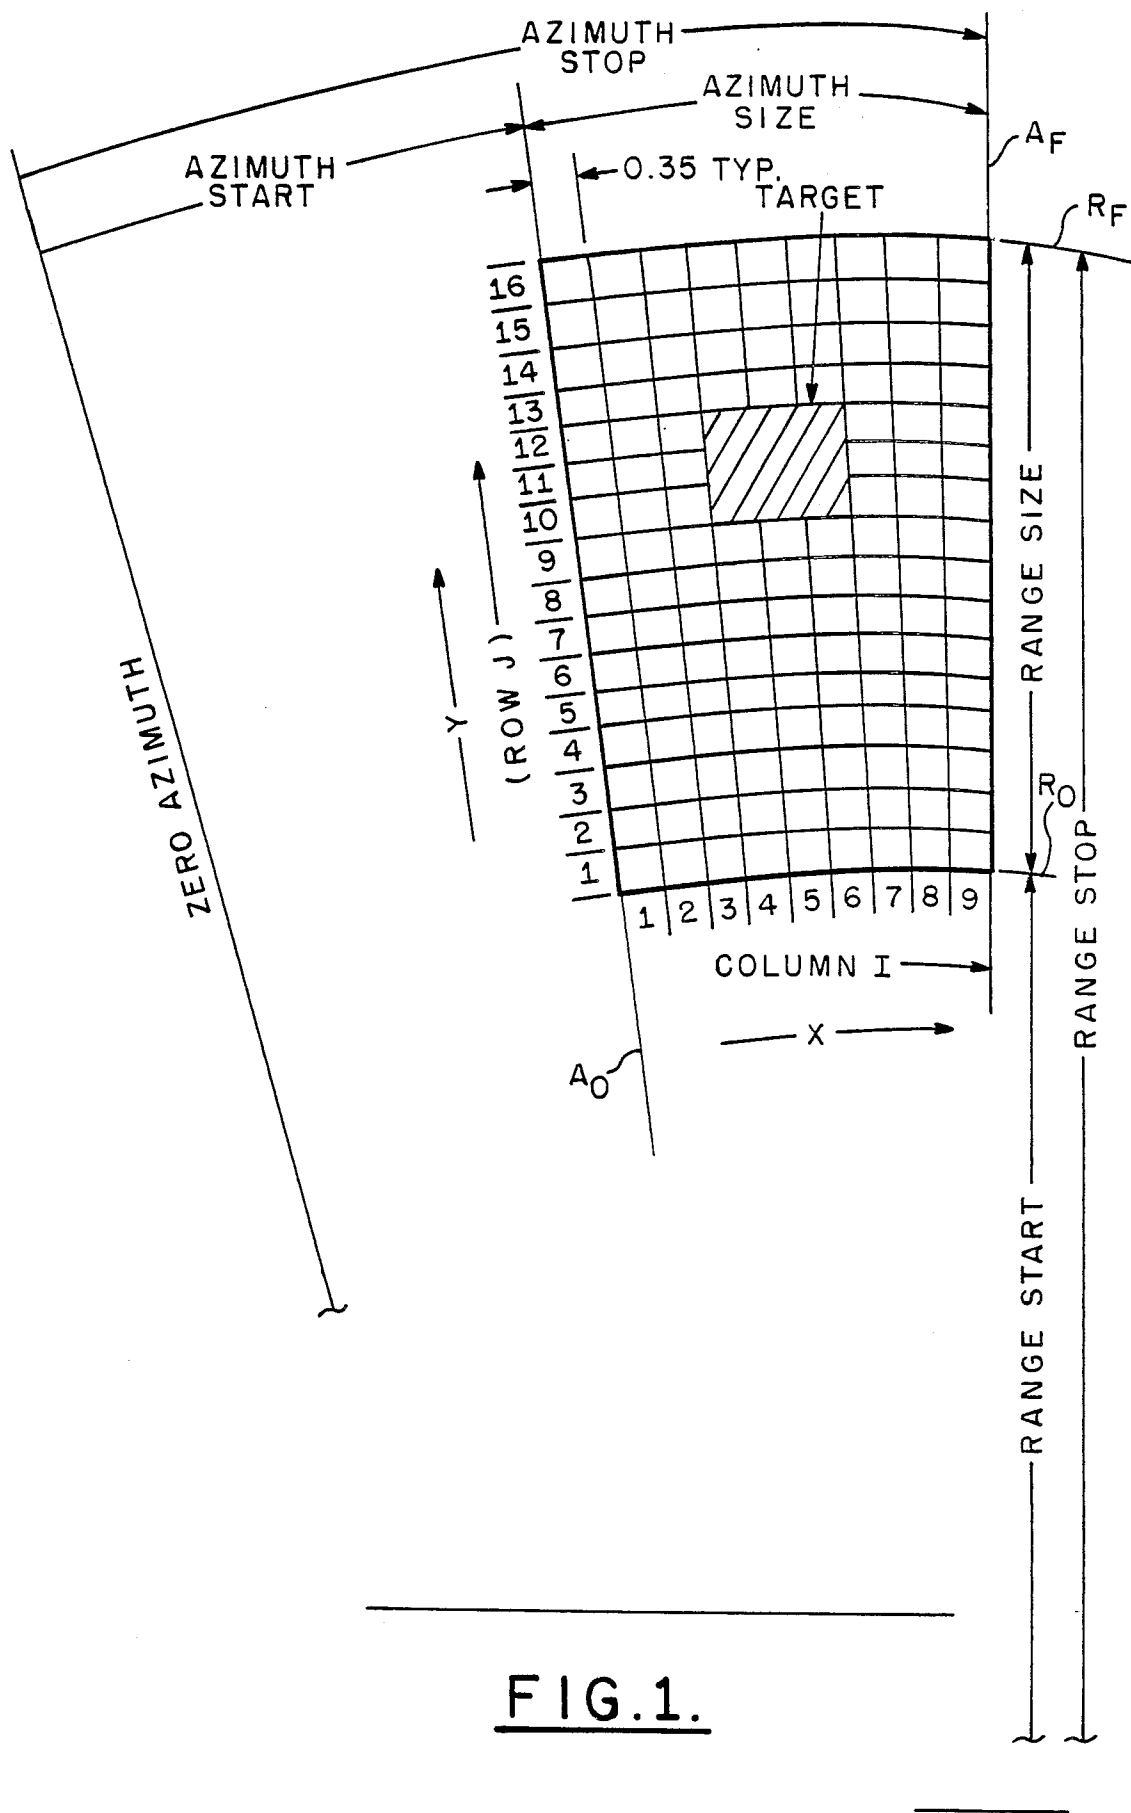 AZIMUTH
STOP
AZIMUTH
SIZE
AZIMUTH
START
0.35 TYP.
TARGET
AF
RF
16
15
14
13
12
11
10
9
8
7
6
5
4
3
2
1
(ROW J)
Y
ZERO AZIMUTH
RANGE SIZE
RO
RANGE STOP
RANGE START
1 2 3 4 5 6 7 8 9
COLUMN I
X
AO
FIG.1.